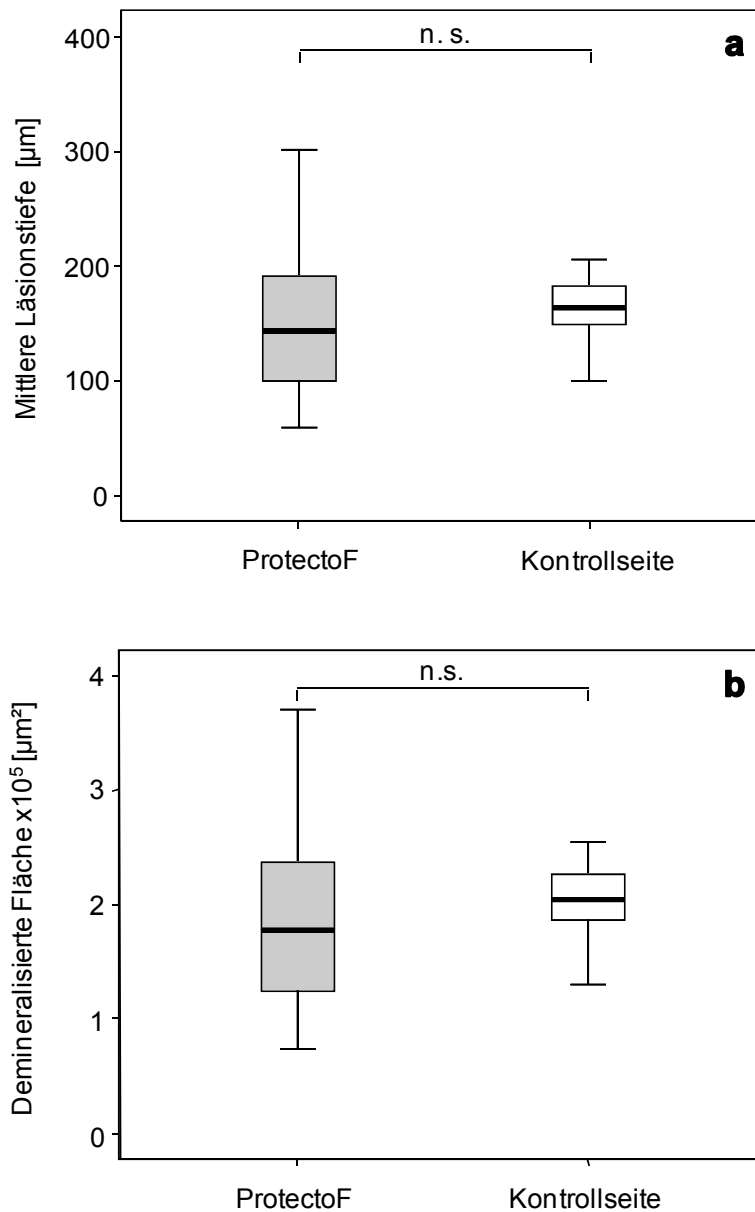 400
n. s.
a
Mittlere Läsionstiefe [µm]
300
200
100
0
ProtectoF
Kontrollseite
4
n.s.
b
Demineralisierte Fläche x10⁵ [µm²]
3
2
1
0
ProtectoF
Kontrollseite